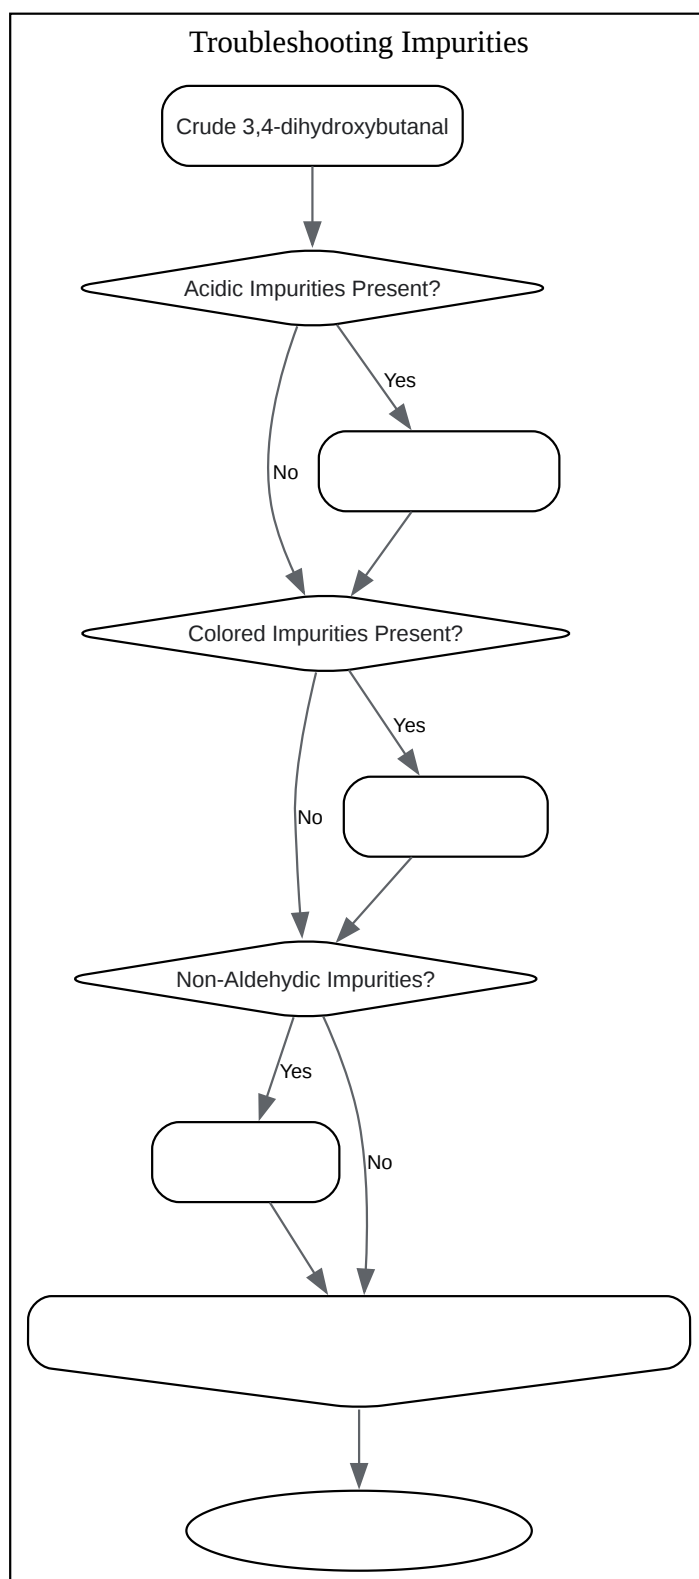 Troubleshooting Impurities
Crude 3,4-dihydroxybutanal
Acidic Impurities Present?
Yes
No
Colored Impurities Present?
Yes
No
Non-Aldehydic Impurities?
Yes
No